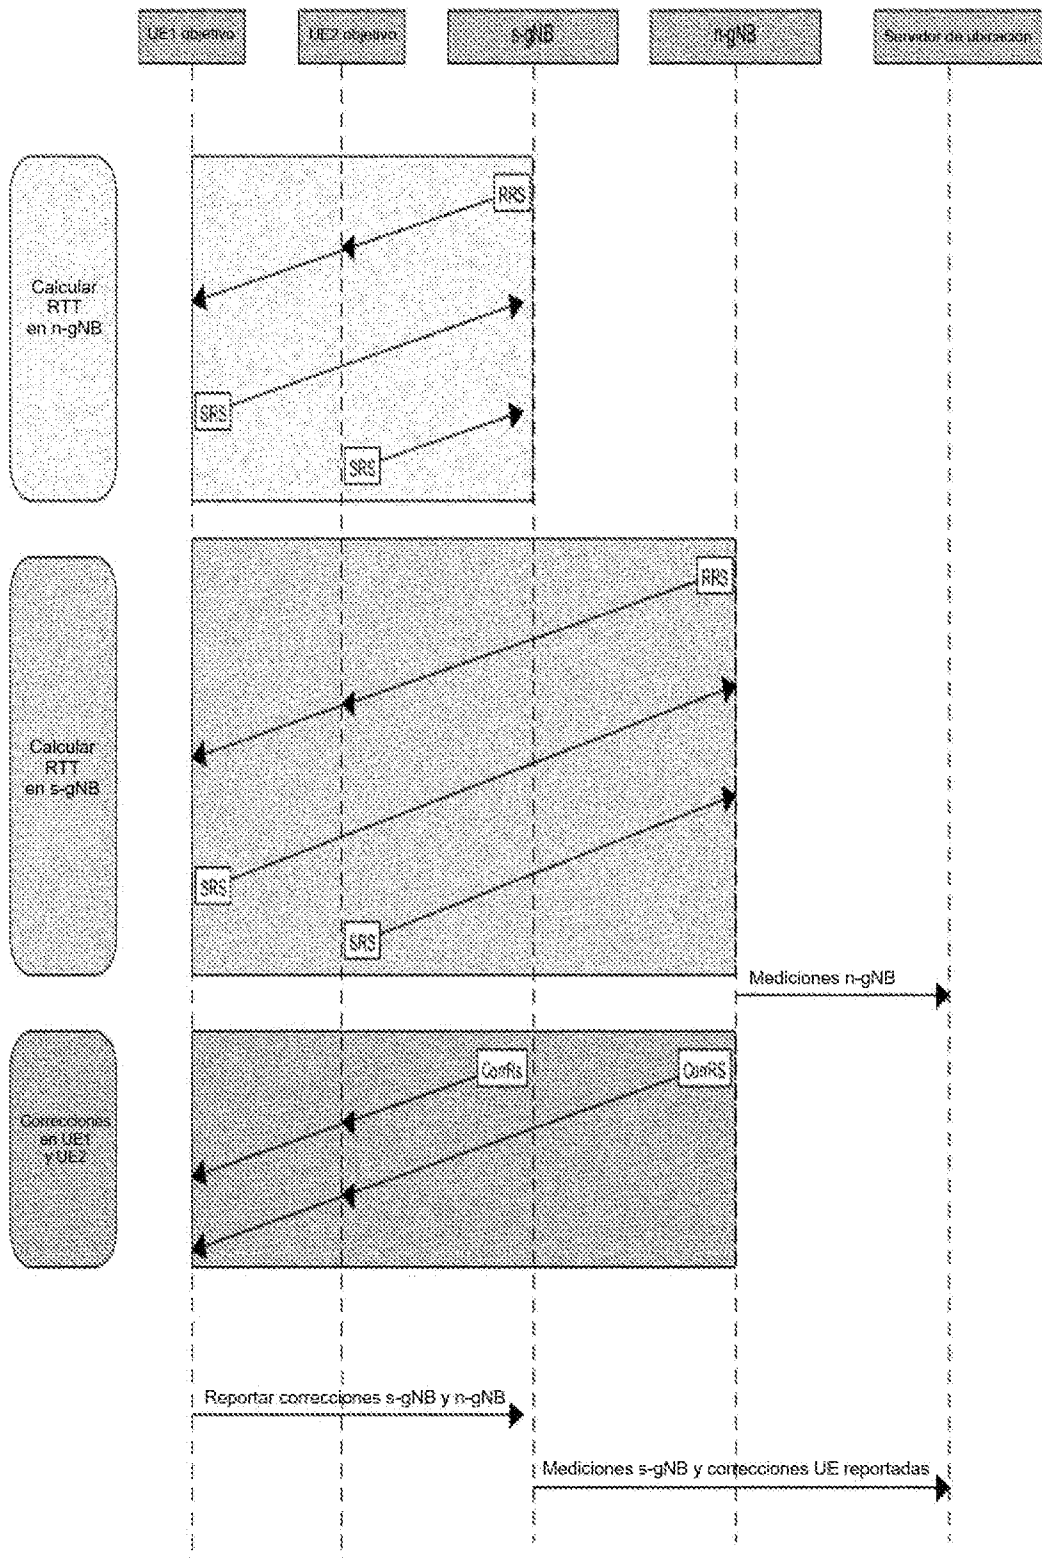 UE1 objetivo
UE2 objetivo
s-gNB
n-gNB
Servidor de ubicación
RRS
Calcular
RTT
en n-gNB
SRS
SRS
RRS
Calcular
RTT
en s-gNB
SRS
SRS
Mediciones n-gNB
CorrRs
CorrRS
Correcciones
en UE1
y UE2
Reportar correcciones s-gNB y n-gNB
Mediciones s-gNB y correcciones UE reportadas